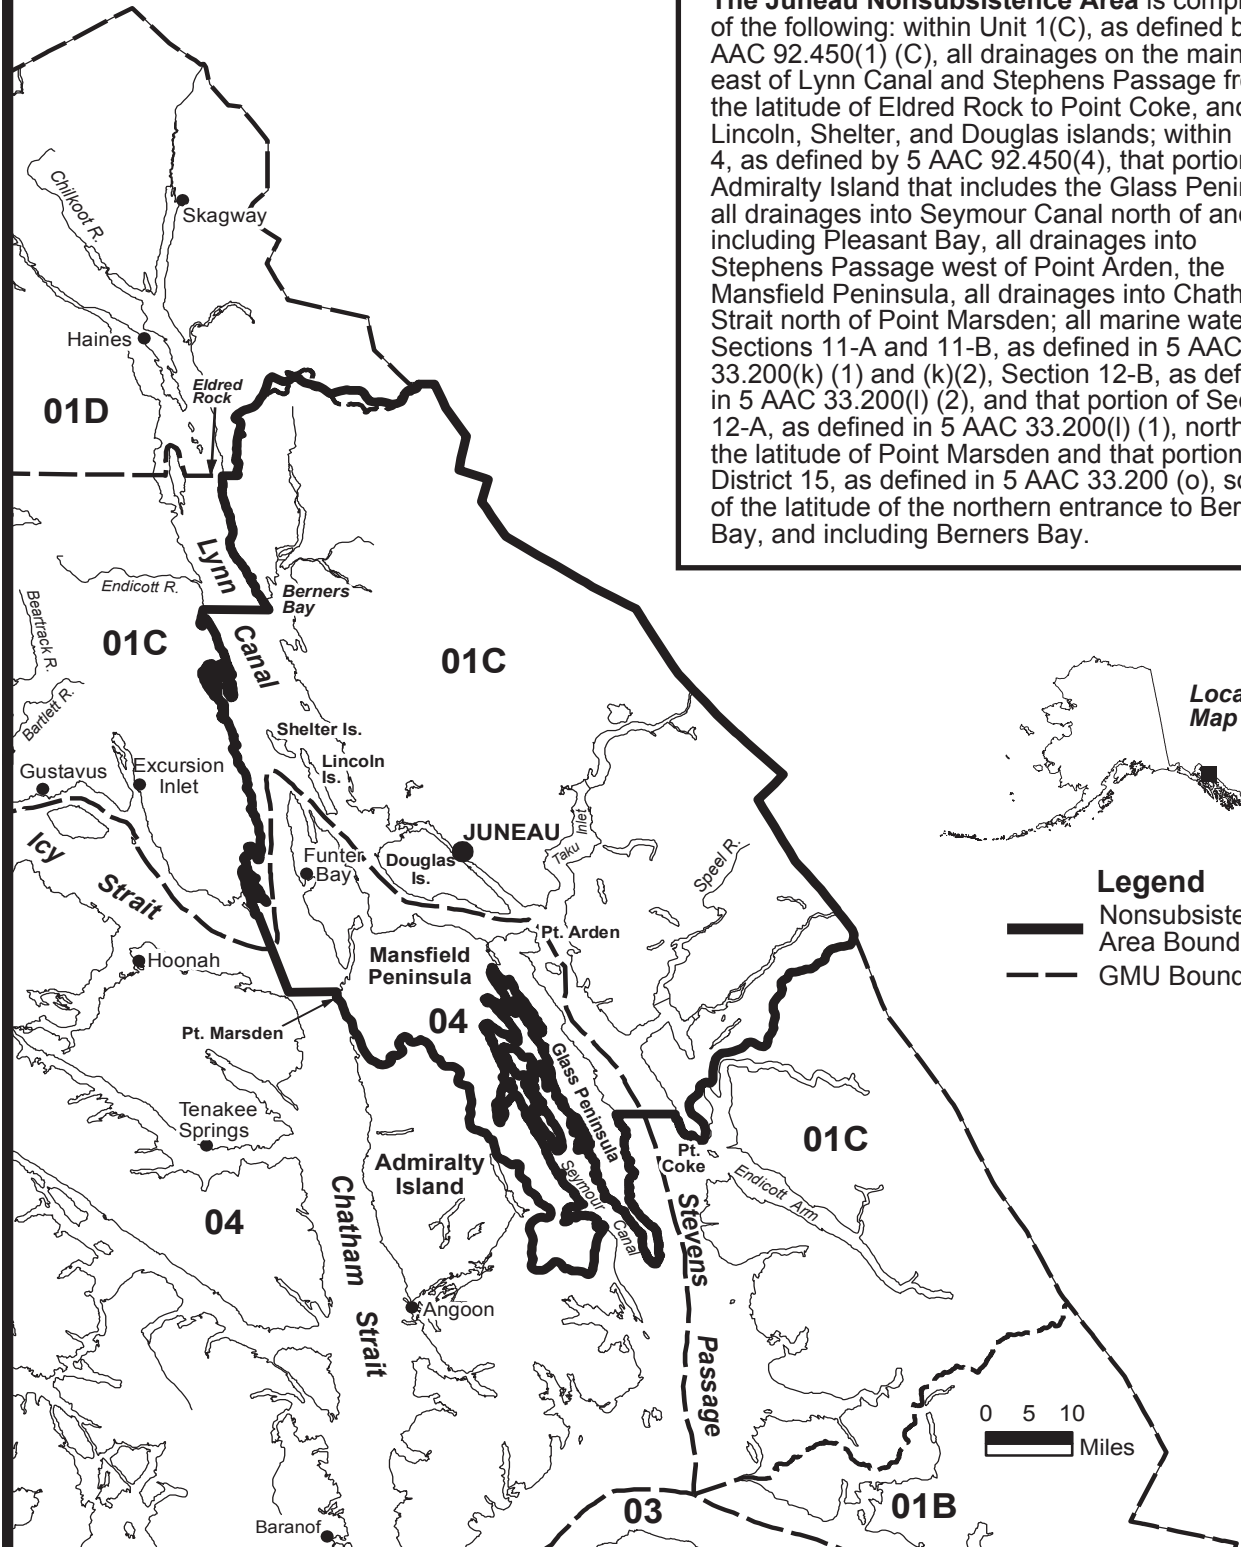 The Juneau Nonsubsistence Area is compri
of the following: within Unit 1(C), as defined b
AAC 92.450(1) (C), all drainages on the main
east of Lynn Canal and Stephens Passage fr
the latitude of Eldred Rock to Point Coke, and
Lincoln, Shelter, and Douglas islands; within
4, as defined by 5 AAC 92.450(4), that portion
Admiralty Island that includes the Glass Penin
all drainages into Seymour Canal north of and
including Pleasant Bay, all drainages into
Stephens Passage west of Point Arden, the
Mansfield Peninsula, all drainages into Chath
Strait north of Point Marsden; all marine wate
Sections 11-A and 11-B, as defined in 5 AAC
33.200(k) (1) and (k)(2), Section 12-B, as def
in 5 AAC 33.200(l) (2), and that portion of Sec
12-A, as defined in 5 AAC 33.200(l) (1), north
the latitude of Point Marsden and that portion
District 15, as defined in 5 AAC 33.200 (o), so
of the latitude of the northern entrance to Ber
Bay, and including Berners Bay.
Chilkoot R.
Skagway
Haines
Eldred
Rock
01D
Lynn
Canal
Endicott R.
Berners
Bay
Beartrack R.
01C
01C
Bartlett R.
Shelter Is.
Lincoln
Is.
Gustavus
Excursion
Inlet
Icy
Strait
JUNEAU
Funter
Bay
Douglas
Is.
Taku
Inlet
Speel R.
Pt. Arden
Hoonah
Mansfield
Peninsula
04
Pt. Marsden
Glass Peninsula
Tenakee
Springs
Pt.
Coke
01C
Admiralty
Island
Seymour
Canal
Endicott Arm
04
Chatham
Strait
Stevens
Passage
Angoon
Baranof
03
01B
Loca
Map
Legend
Nonsubsiste
Area Bound
GMU Bound
0 5 10
Miles